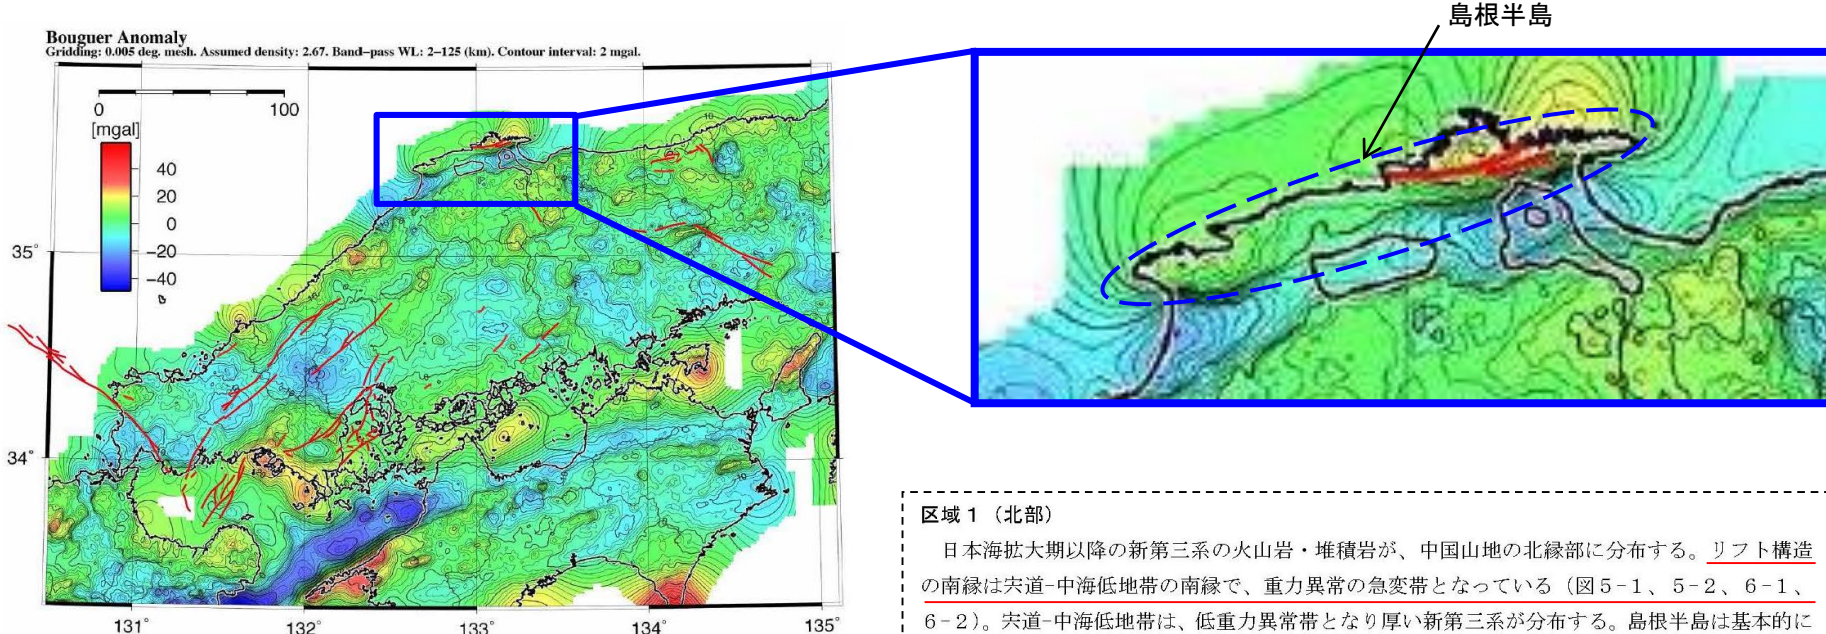 島根半島
Bouguer Anomaly
Gridding: 0.005 deg. mesh. Assumed density: 2.67. Band-pass WL: 2-125 (km). Contour interval: 2 mgal.
0 100
[mgal]
40
20
0
-20
-40
35°
34°
131° 132° 133° 134° 135°
区域1（北部）
日本海拡大期以降の新第三系の火山岩・堆積岩が、中国山地の北縁部に分布する。リフト構造
の南縁は宍道-中海低地帯の南縁で、重力異常の急変帯となっている（図5-1、5-2、6-1、
6-2）。宍道-中海低地帯は、低重力異常帯となり厚い新第三系が分布する。島根半島は基本的に